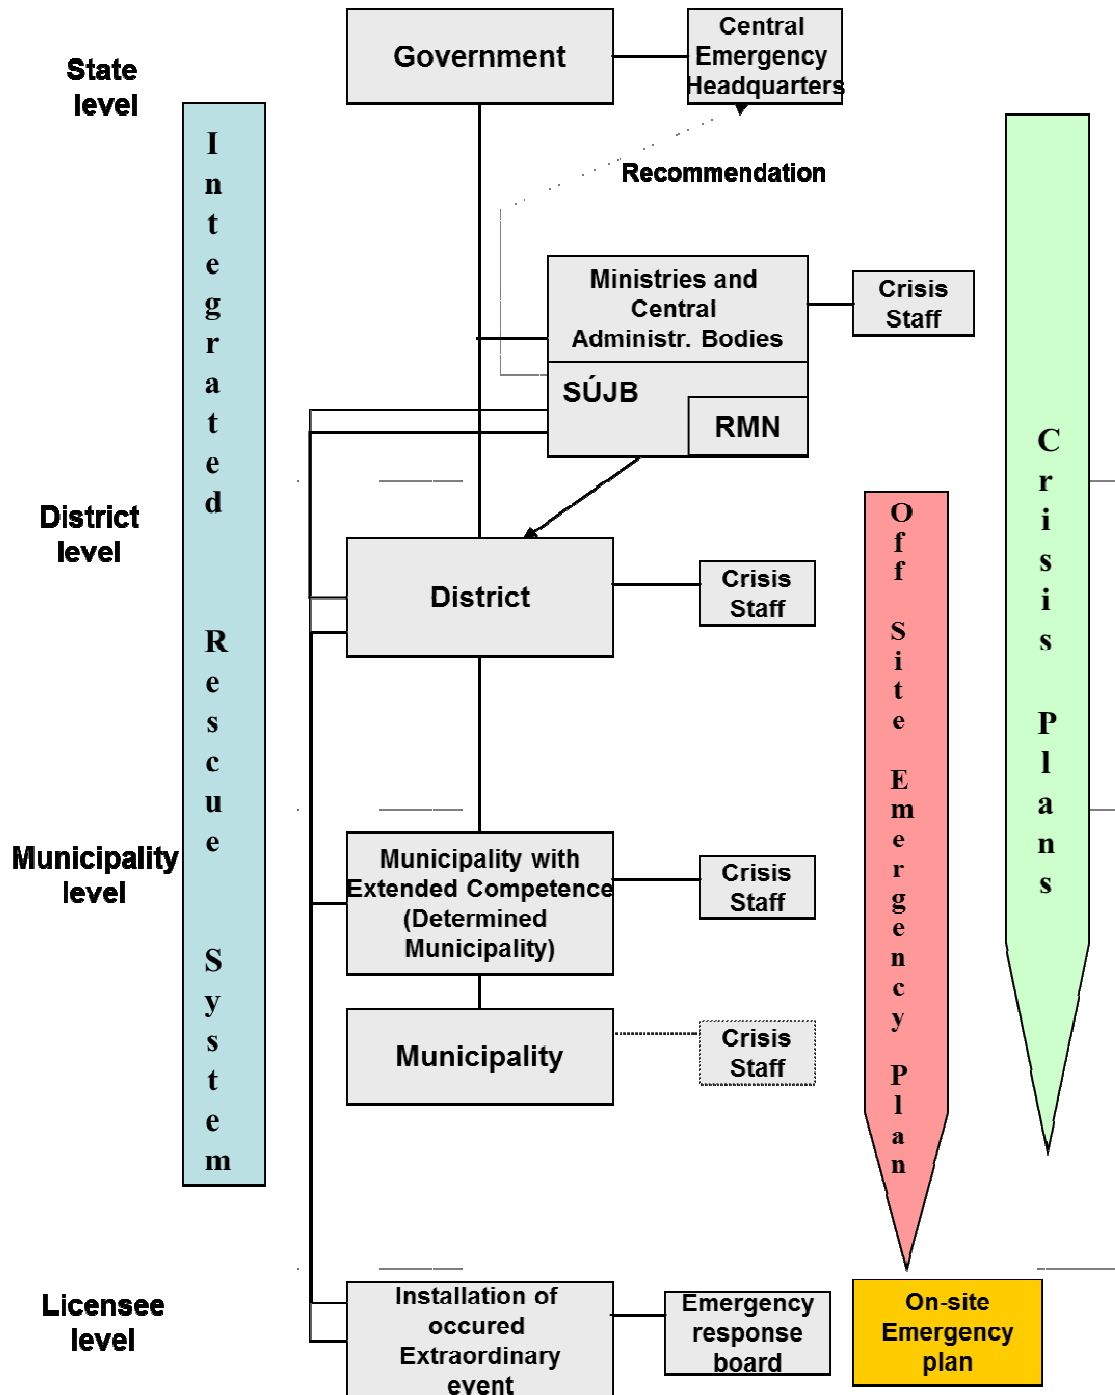 State
level
Government
Central
Emergency
Headquarters
Recommendation
Ministries and
Central
Administr. Bodies
Crisis
Staff
SÚJB
RMN
District
level
District
Crisis
Staff
Municipality
level
Municipality with
Extended Competence
(Determined
Municipality)
Crisis
Staff
Municipality
Crisis
Staff
Licensee
level
Installation of
occured
Extraordinary
event
Emergency
response
board
On-site
Emergency
plan
Integrated Rescue System
Off Site Emergency Plan
Crisis Plans